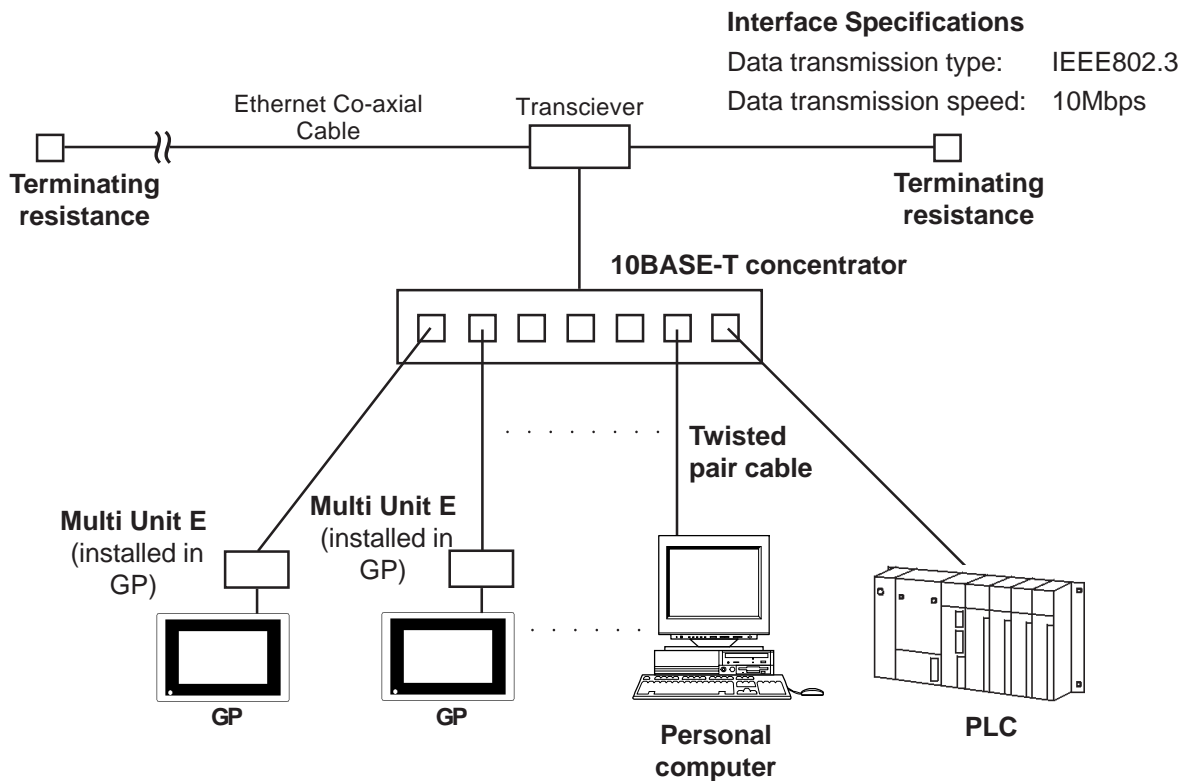 Interface Specifications
Data transmission type: IEEE802.3
Data transmission speed: 10Mbps
Ethernet Co-axial
Cable
Transciever
Terminating
resistance
Terminating
resistance
10BASE-T concentrator
Twisted
pair cable
Multi Unit E
(installed in
GP)
Multi Unit E
(installed in
GP)
GP
GP
Personal
computer
PLC